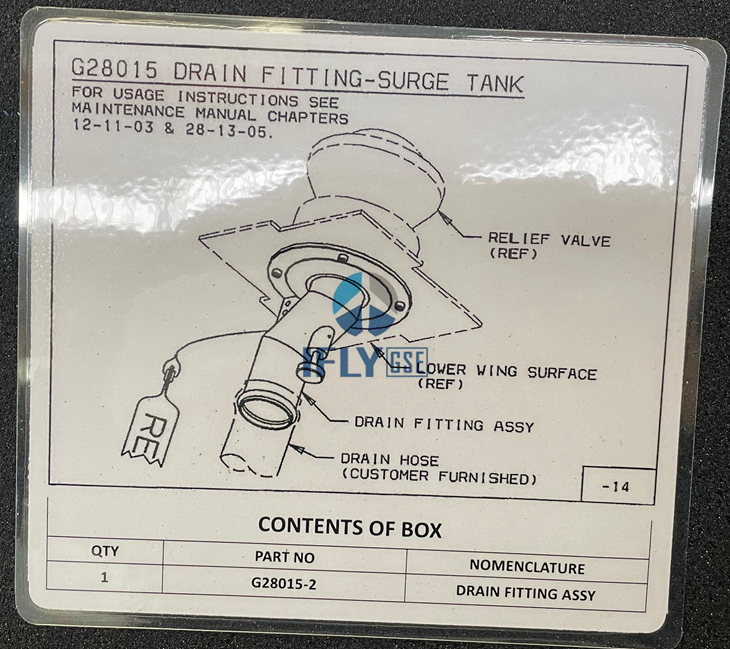 G28015 DRAIN FITTING-SURGE TANK
FOR USAGE INSTRUCTIONS SEE
MAINTENANCE MANUAL CHAPTERS
12-11-03 & 28-13-05.
RELIEF VALVE
(REF)
IFLY GSE
LOWER WING SURFACE
(REF)
DRAIN FITTING ASSY
RE
DRAIN HOSE
(CUSTOMER FURNISHED)
-14
CONTENTS OF BOX
QTY PART NO NOMENCLATURE
1 G28015-2 DRAIN FITTING ASSY